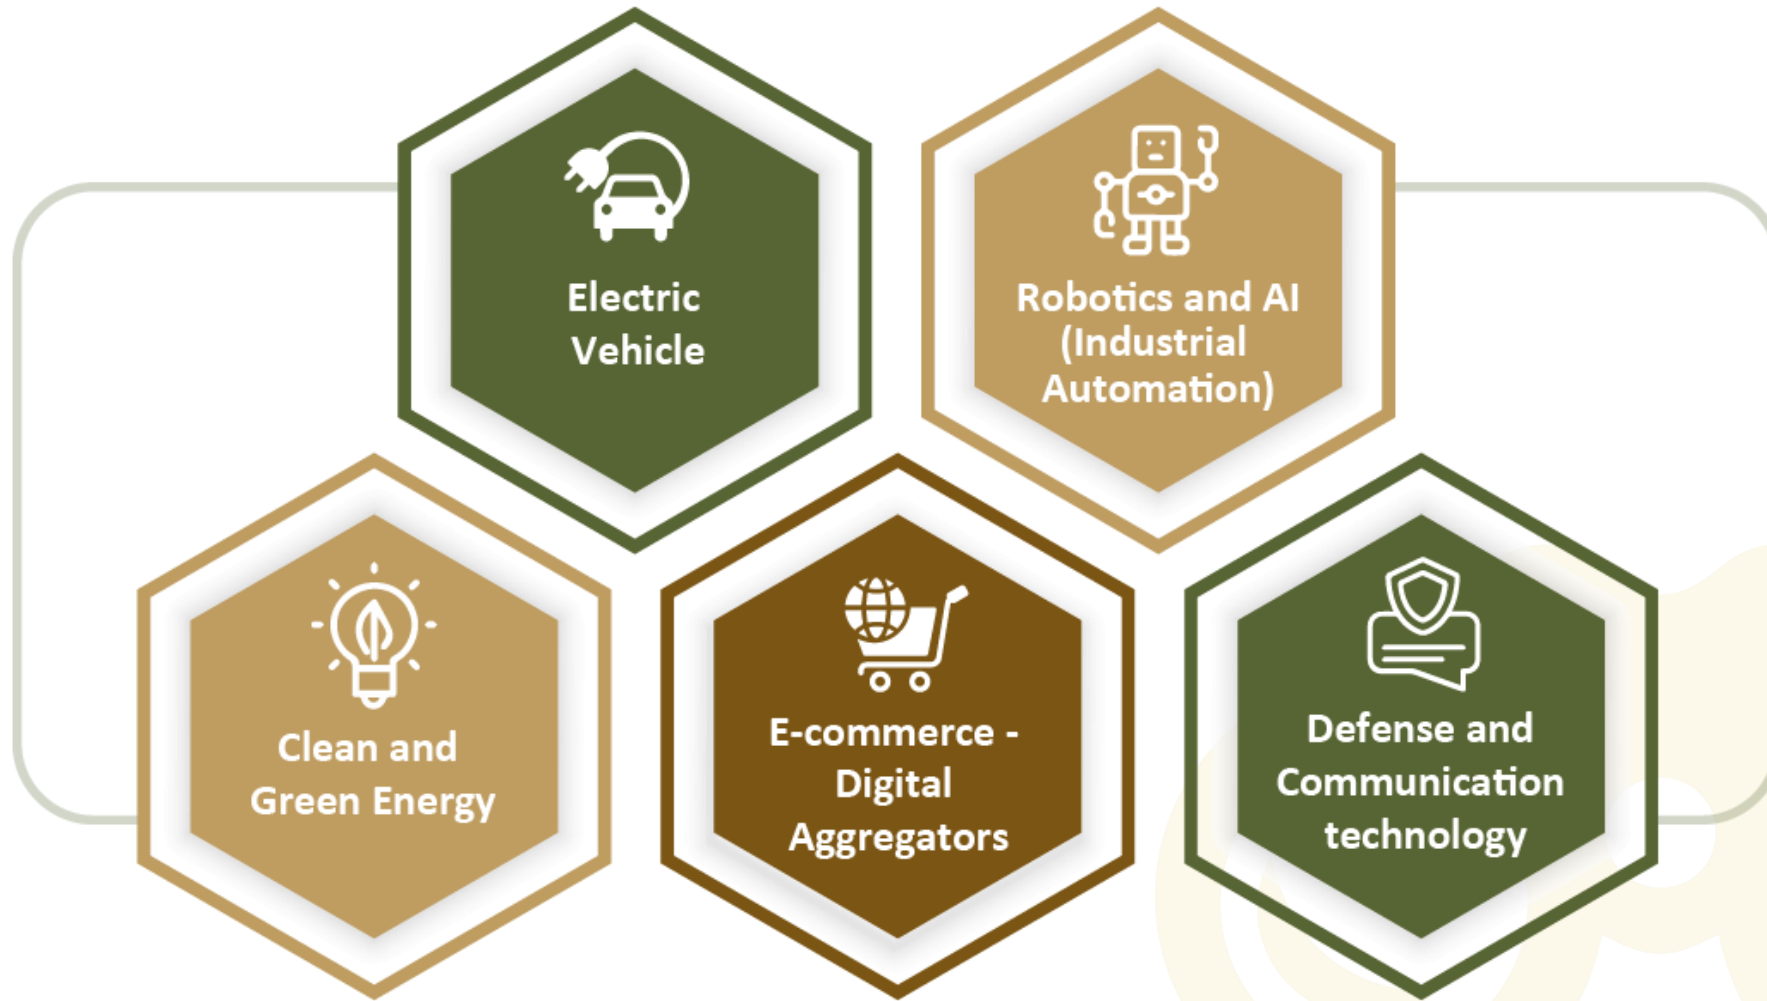 Electric
Vehicle
Robotics and AI
(Industrial
Automation)
Clean and
Green Energy
E-commerce -
Digital
Aggregators
Defense and
Communication
technology